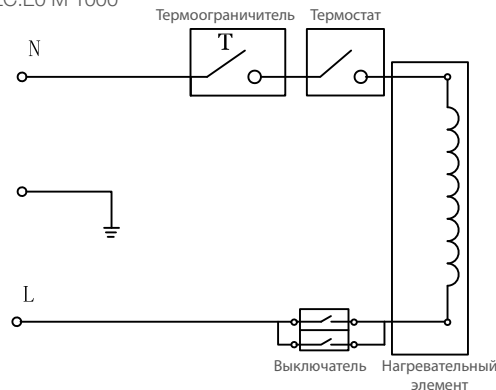 Термоограничитель Термостат
T
N
L
Выключатель Нагревательный
элемент